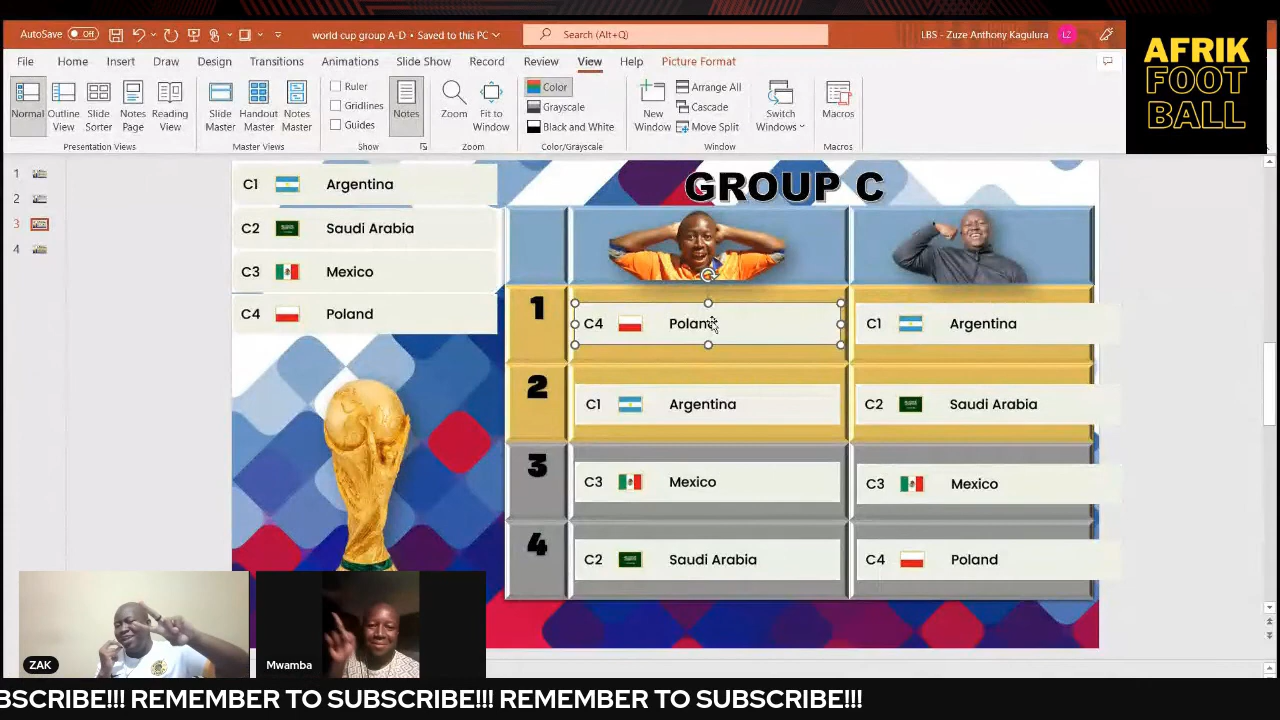 AutoSave Off
world cup group A-D • Saved to this PC
Search (Alt+Q)
LBS - Zuze Anthony Kagulura
LZ
AFRIK
FOOT
BALL
File Home Insert Draw Design Transitions Animations Slide Show Record Review View Help Picture Format
Normal
Outline View
Slide Sorter
Notes Page
Reading View
Presentation Views
Slide Master
Handout Master
Notes Master
Master Views
Ruler
Gridlines
Guides
Show
Notes
Zoom
Fit to Window
Zoom
Color
Grayscale
Black and White
Color/Grayscale
New Window
Arrange All
Cascade
Move Split
Switch Windows
Window
Macros
Macros
1
2
3
4
C1 Argentina
C2 Saudi Arabia
C3 Mexico
C4 Poland
GROUP C
1 C4 Poland C1 Argentina
2 C1 Argentina C2 Saudi Arabia
3 C3 Mexico C3 Mexico
4 C2 Saudi Arabia C4 Poland
ZAK
Mwamba
BSCRIBE!!! REMEMBER TO SUBSCRIBE!!! REMEMBER TO SUBSCRIBE!!!